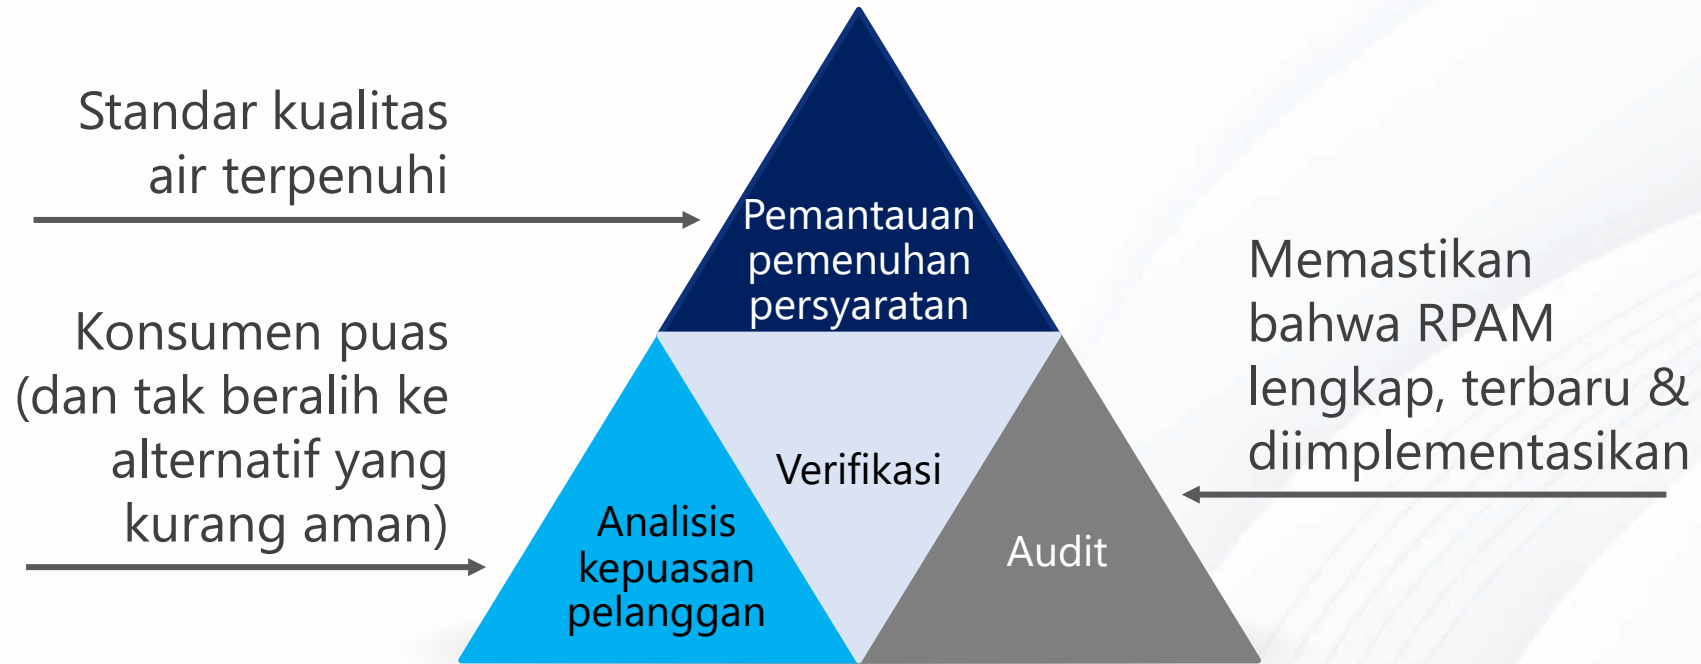 Standar kualitas
air terpenuhi
Konsumen puas
(dan tak beralih ke
alternatif yang
kurang aman)
Pemantauan
pemenuhan
persyaratan
Verifikasi
Analisis
kepuasan
pelanggan
Audit
Memastikan
bahwa RPAM
lengkap, terbaru &
diimplementasikan